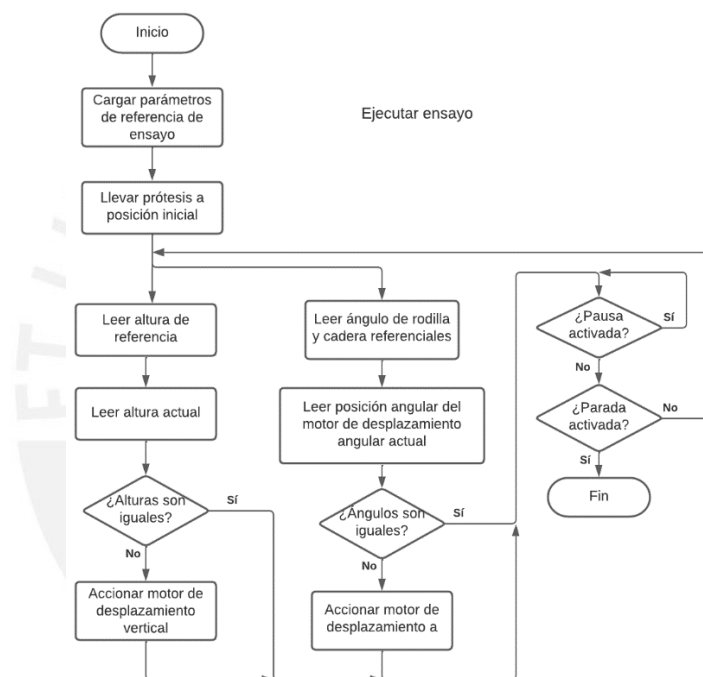 Inicio
Cargar parámetros
de referencia de
ensayo
Ejecutar ensayo
Llevar prótesis a
posición inicial
Leer altura de
referencia
Leer altura actual
¿Alturas son
iguales?
Sí
No
Accionar motor de
desplazamiento
vertical
Leer ángulo de rodilla
y cadera referenciales
Leer posición angular del
motor de desplazamiento
angular actual
¿Ángulos son
iguales?
Sí
No
Accionar motor de
desplazamiento a
¿Pausa
activada?
Sí
No
¿Parada
activada?
No
Sí
Fin